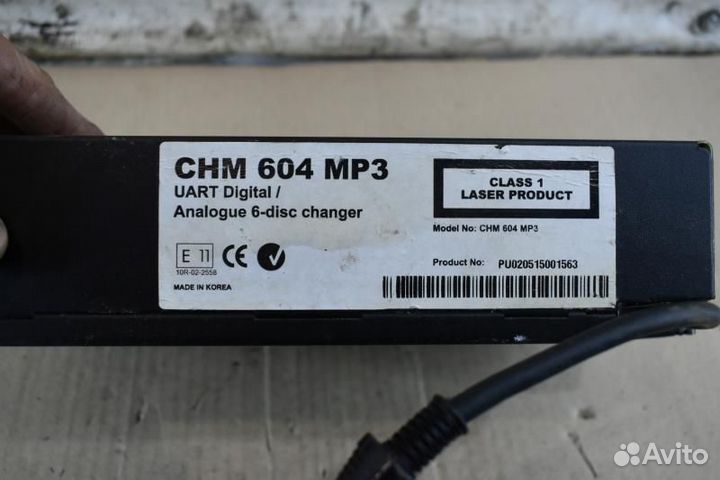 CHM 604 MP3
UART Digital /
Analogue 6-disc changer
E 11
CE
10R-02-2558
MADE IN KOREA
CLASS 1
LASER PRODUCT
Model No: CHM 604 MP3
Product No: PU020515001563
Avito